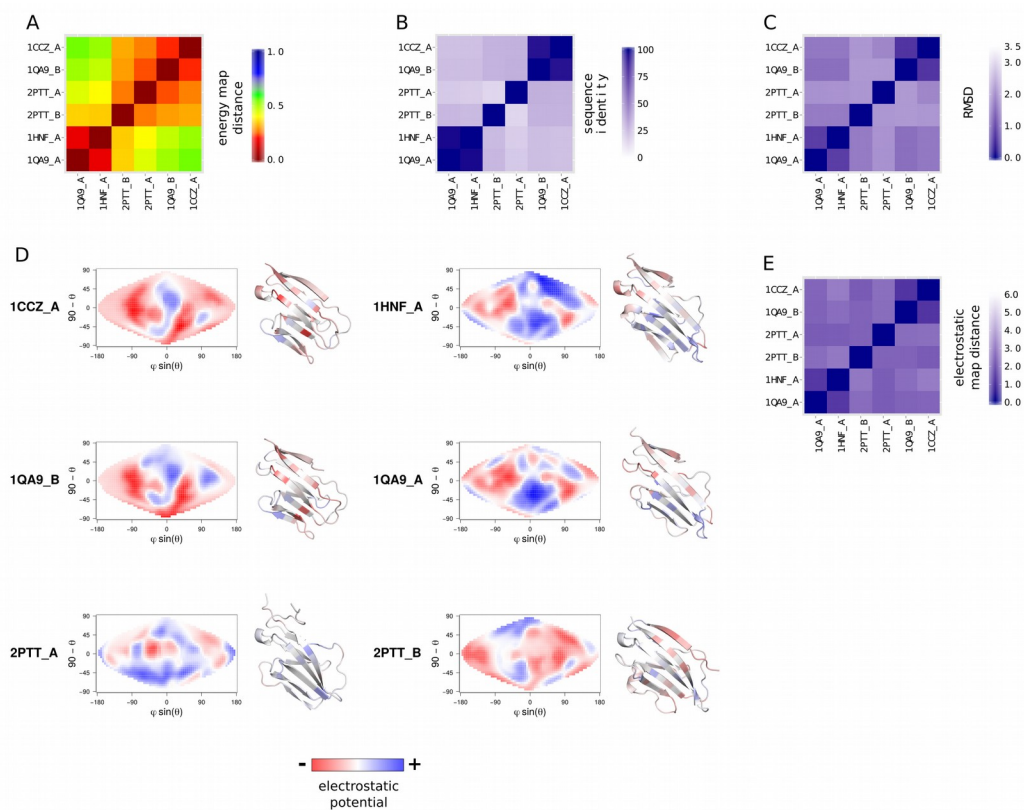 A
1CCZ_A
1QA9_B
2PTT_A
2PTT_B
1HNF_A
1QA9_A
1QA9_A
1HNF_A
2PTT_B
2PTT_A
1QA9_B
1CCZ_A
1. 0
0. 5
0. 0
energy map
distance
B
1CCZ_A
1QA9_B
2PTT_A
2PTT_B
1HNF_A
1QA9_A
1QA9_A
1HNF_A
2PTT_B
2PTT_A
1QA9_B
1CCZ_A
100
75
50
25
0
sequence
i dent i t y
C
1CCZ_A
1QA9_B
2PTT_A
2PTT_B
1HNF_A
1QA9_A
1QA9_A
1HNF_A
2PTT_B
2PTT_A
1QA9_B
1CCZ_A
3. 5
3. 0
2. 0
1. 0
0. 0
RMSD
D
1CCZ_A
90
45
0
-45
-90
90 - θ
-180
-90
0
90
180
φ sin(θ)
1HNF_A
90
45
0
-45
-90
90 - θ
-180
-90
0
90
180
φ sin(θ)
1QA9_B
90
45
0
-45
-90
90 - θ
-180
-90
0
90
180
φ sin(θ)
1QA9_A
90
45
0
-45
-90
90 - θ
-180
-90
0
90
180
φ sin(θ)
2PTT_A
90
45
0
-45
-90
90 - θ
-180
-90
0
90
180
φ sin(θ)
2PTT_B
90
45
0
-45
-90
90 - θ
-180
-90
0
90
180
φ sin(θ)
- +
electrostatic
potential
E
1CCZ_A
1QA9_B
2PTT_A
2PTT_B
1HNF_A
1QA9_A
1QA9_A
1HNF_A
2PTT_B
2PTT_A
1QA9_B
1CCZ_A
6. 0
5. 0
4. 0
3. 0
2. 0
1. 0
0. 0
electrostatic
map distance